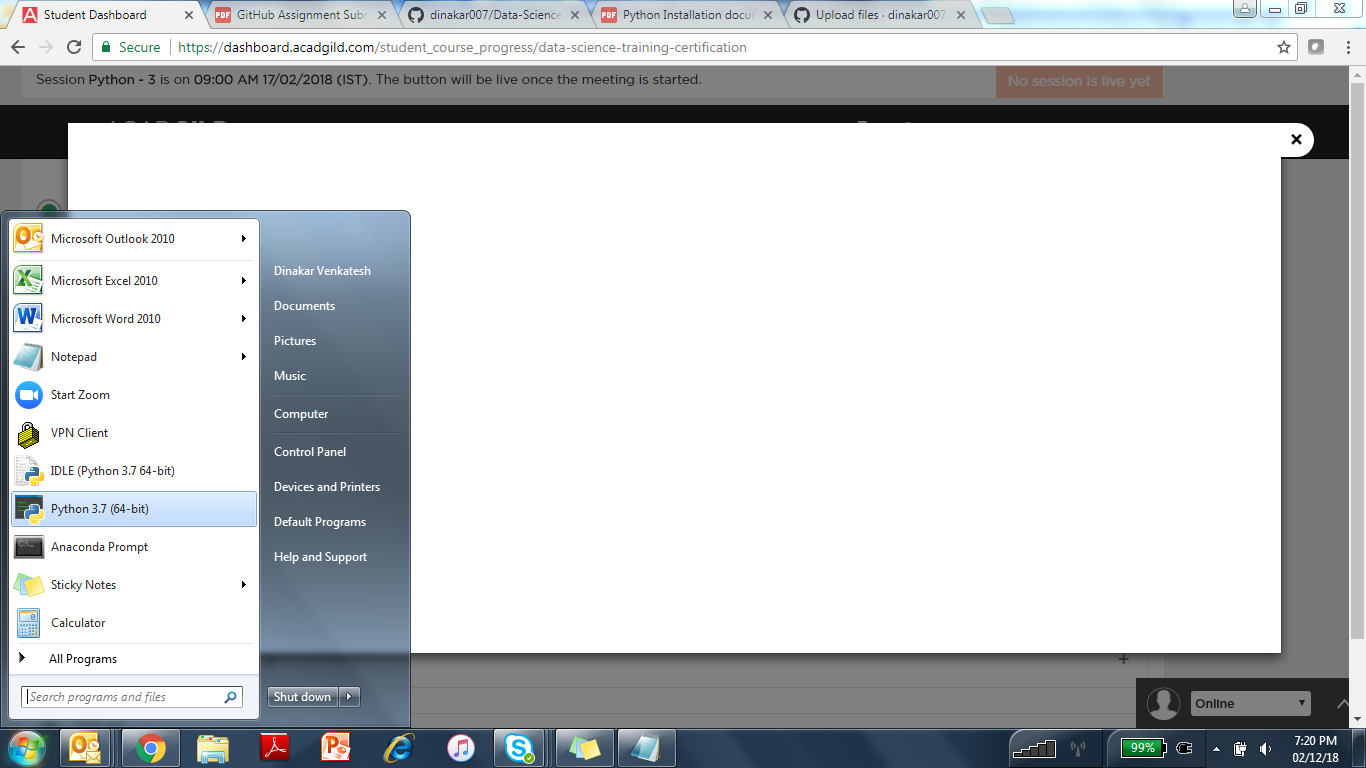 Student Dashboard
GitHub Assignment Subm
dinakar007/Data-Science
Python Installation docum
Upload files · dinakar007
Secure
https://dashboard.acadgild.com/student_course_progress/data-science-training-certification
Session Python - 3 is on 09:00 AM 17/02/2018 (IST). The button will be live once the meeting is started.
No session is live yet
Microsoft Outlook 2010
Microsoft Excel 2010
Microsoft Word 2010
Notepad
Start Zoom
VPN Client
IDLE (Python 3.7 64-bit)
Python 3.7 (64-bit)
Anaconda Prompt
Sticky Notes
Calculator
All Programs
Search programs and files
Dinakar Venkatesh
Documents
Pictures
Music
Computer
Control Panel
Devices and Printers
Default Programs
Help and Support
Shut down
Online
99%
7:20 PM
02/12/18